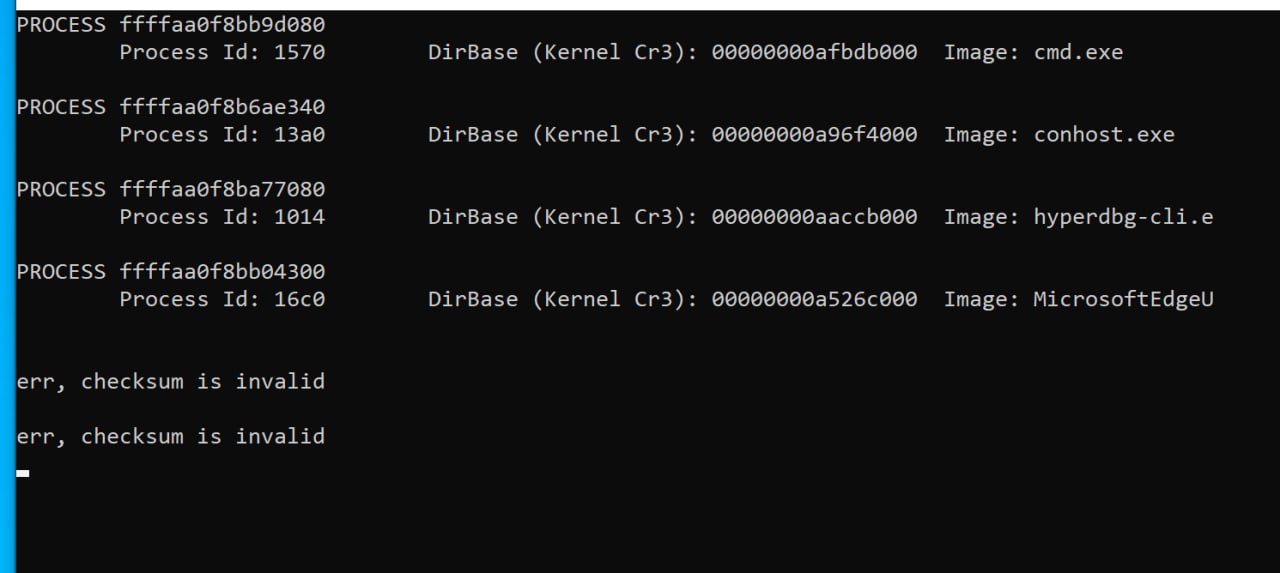 PROCESS ffffaa0f8bb9d080
Process Id: 1570 DirBase (Kernel Cr3): 00000000afbdb000 Image: cmd.exe
PROCESS ffffaa0f8b6ae340
Process Id: 13a0 DirBase (Kernel Cr3): 00000000a96f4000 Image: conhost.exe
PROCESS ffffaa0f8ba77080
Process Id: 1014 DirBase (Kernel Cr3): 00000000aaccb000 Image: hyperdbg-cli.e
PROCESS ffffaa0f8bb04300
Process Id: 16c0 DirBase (Kernel Cr3): 00000000a526c000 Image: MicrosoftEdgeU
err, checksum is invalid
err, checksum is invalid